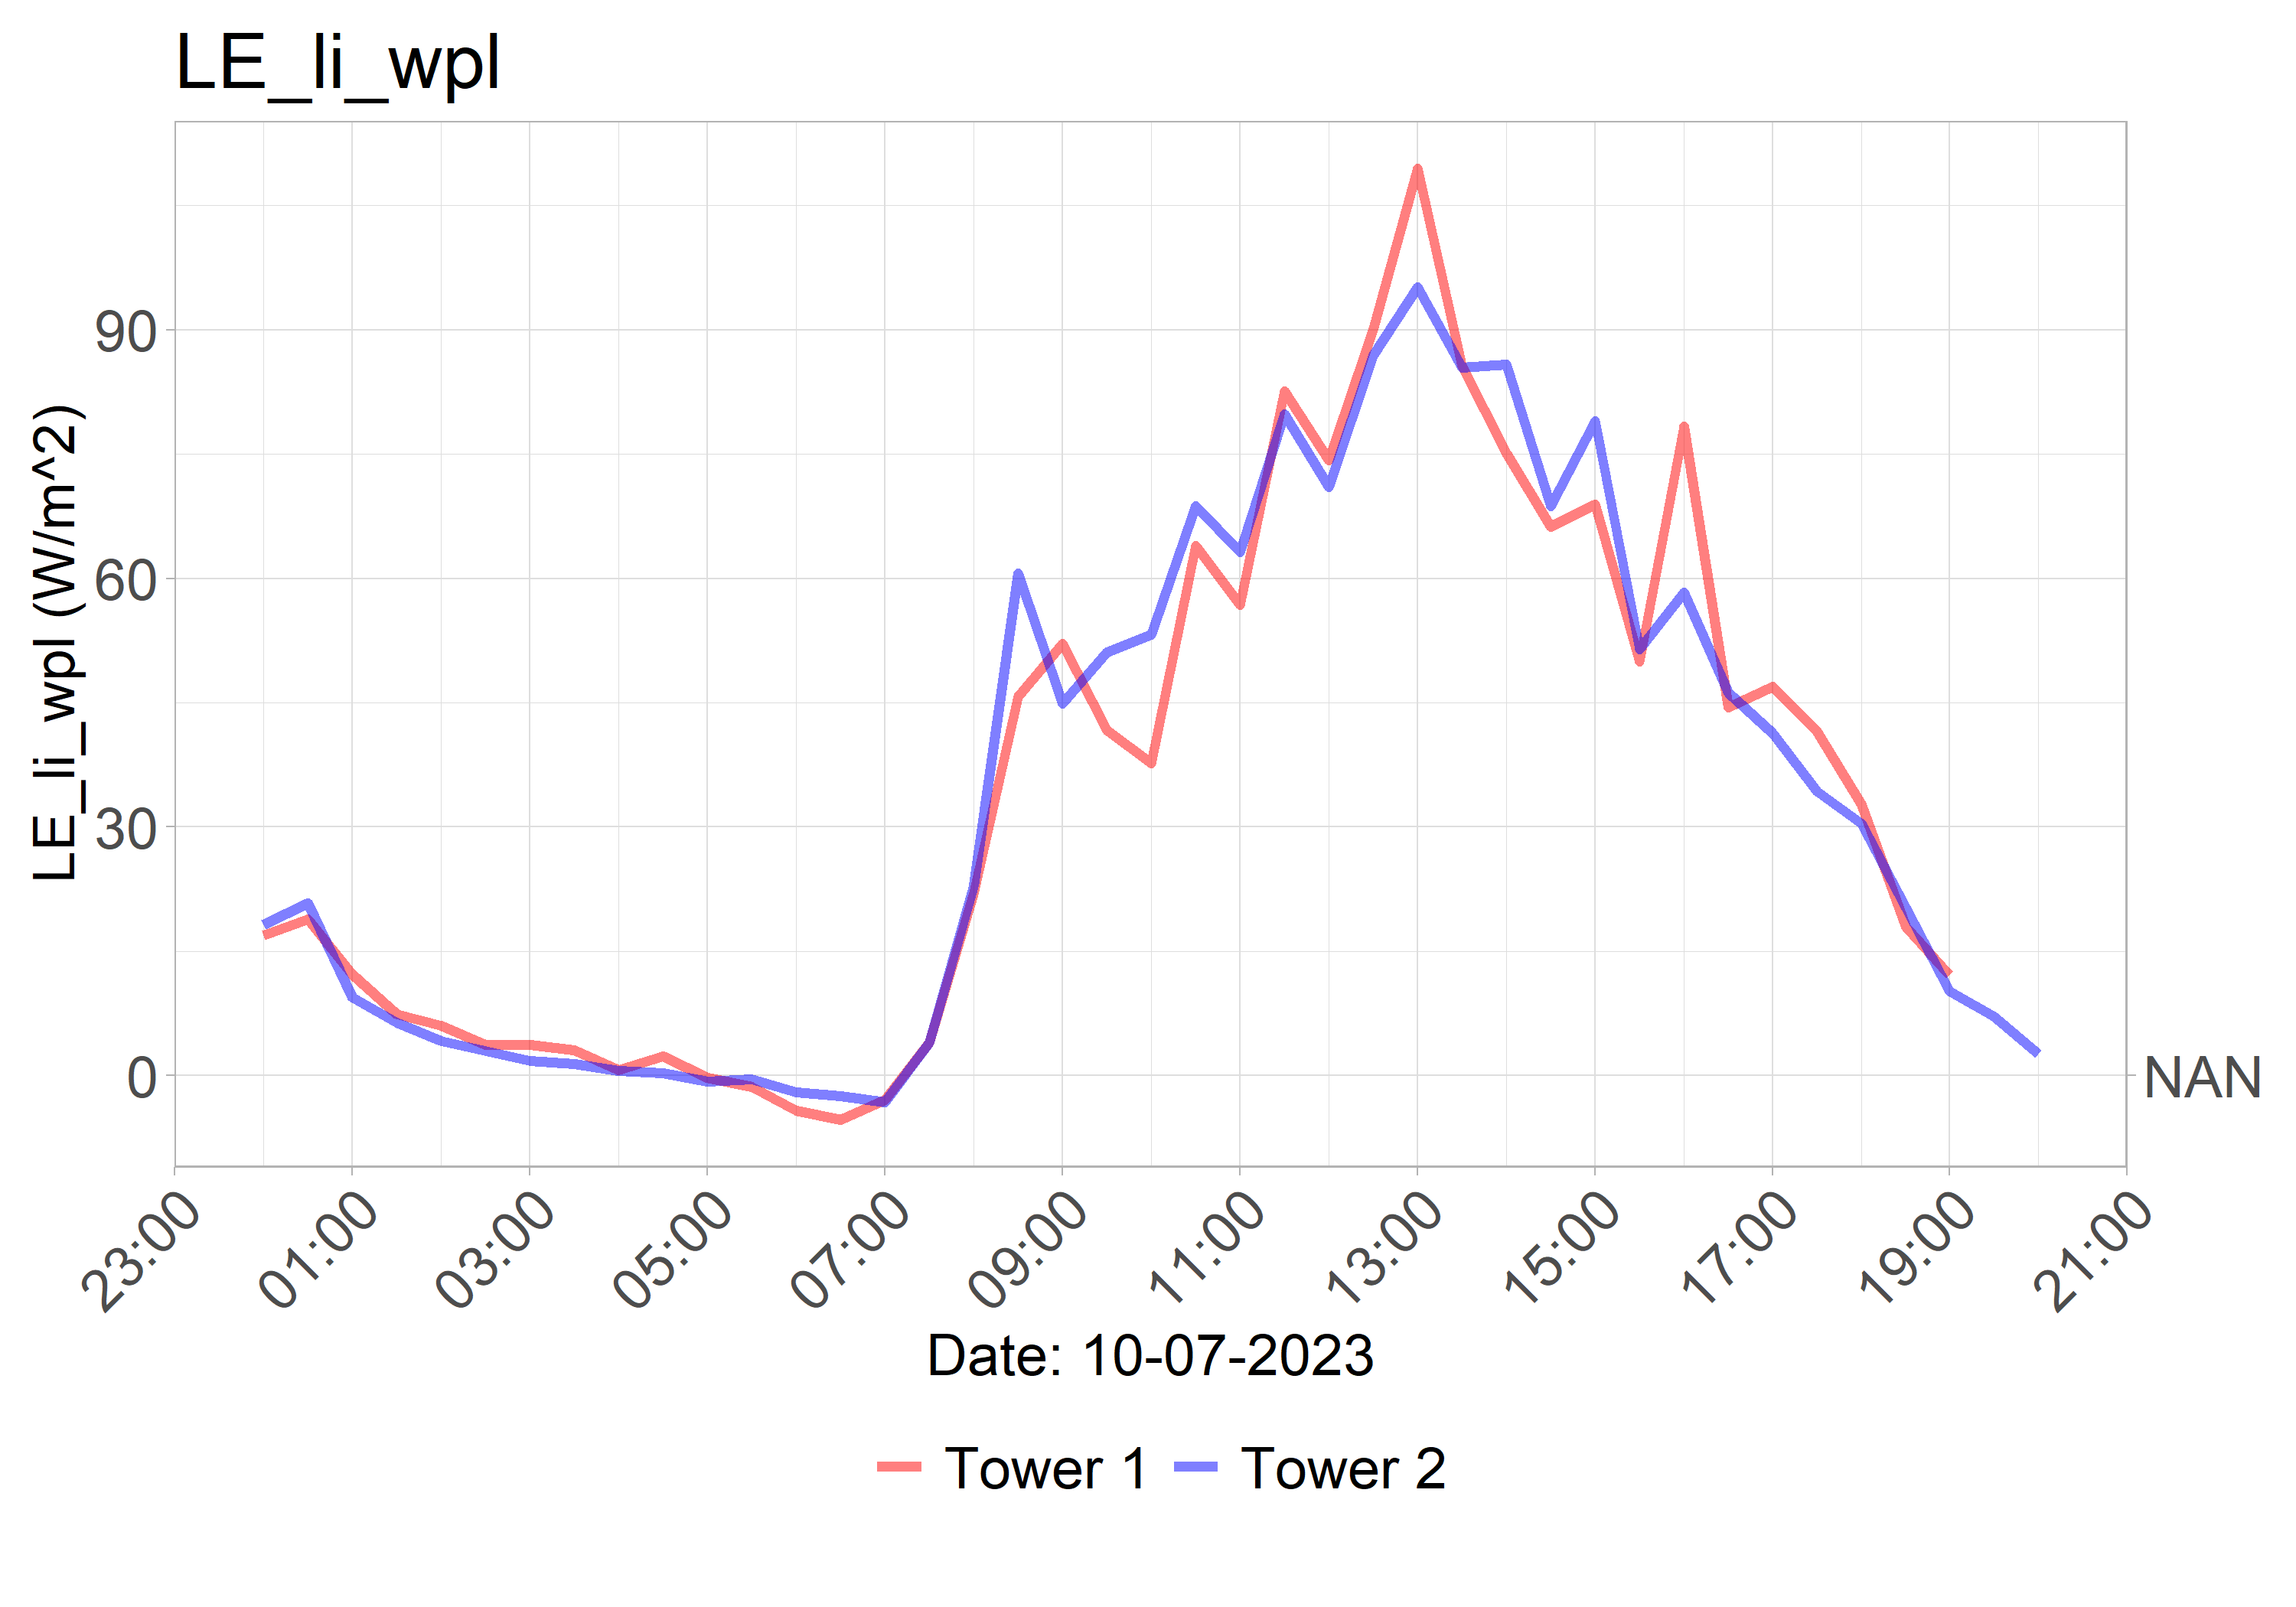 LE_li_wpl
LE_li_wpl (W/m^2)
90
60
30
0
NAN
23:00 01:00 03:00 05:00 07:00 09:00 11:00 13:00 15:00 17:00 19:00 21:00
Date: 10-07-2023
Tower 1 Tower 2